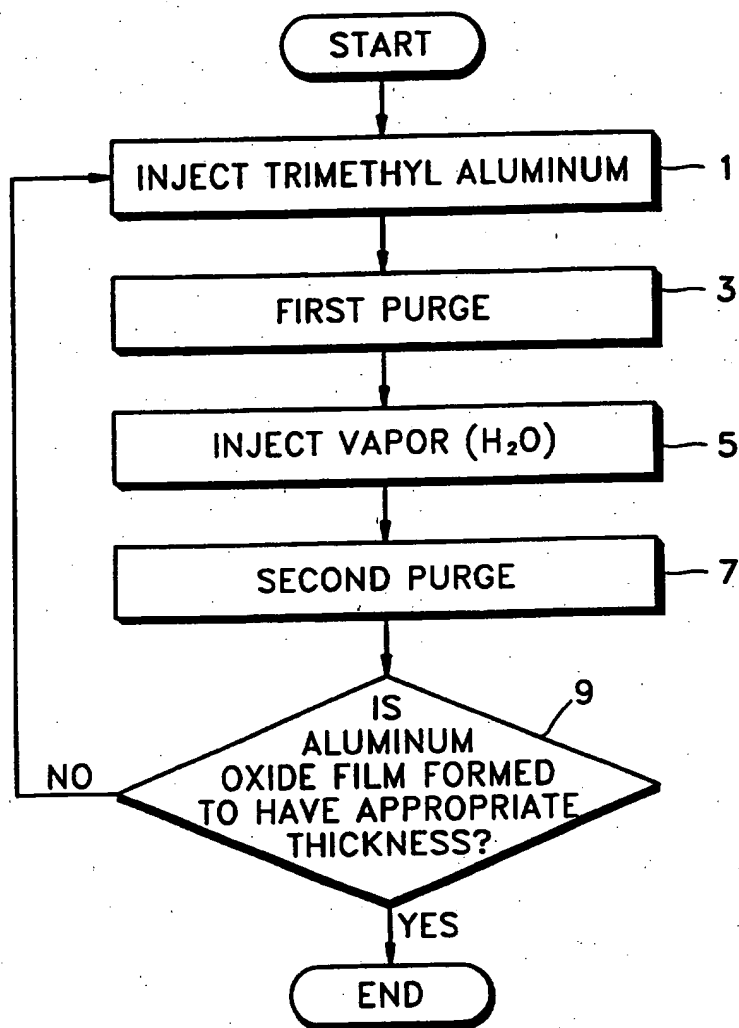 START
INJECT TRIMETHYL ALUMINUM
1
FIRST PURGE
3
INJECT VAPOR (H₂O)
5
SECOND PURGE
7
9
IS
ALUMINUM
OXIDE FILM FORMED
TO HAVE APPROPRIATE
THICKNESS?
NO
YES
END